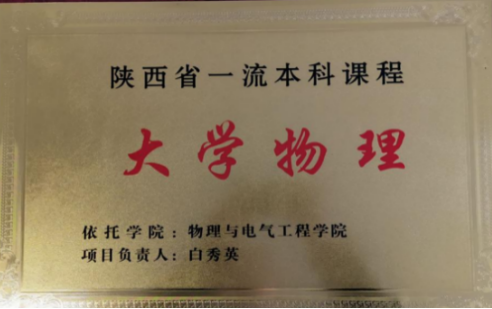 陕西省一流本科课程
大学物理
依托学院：物理与电气工程学院
项目负责人：白秀英